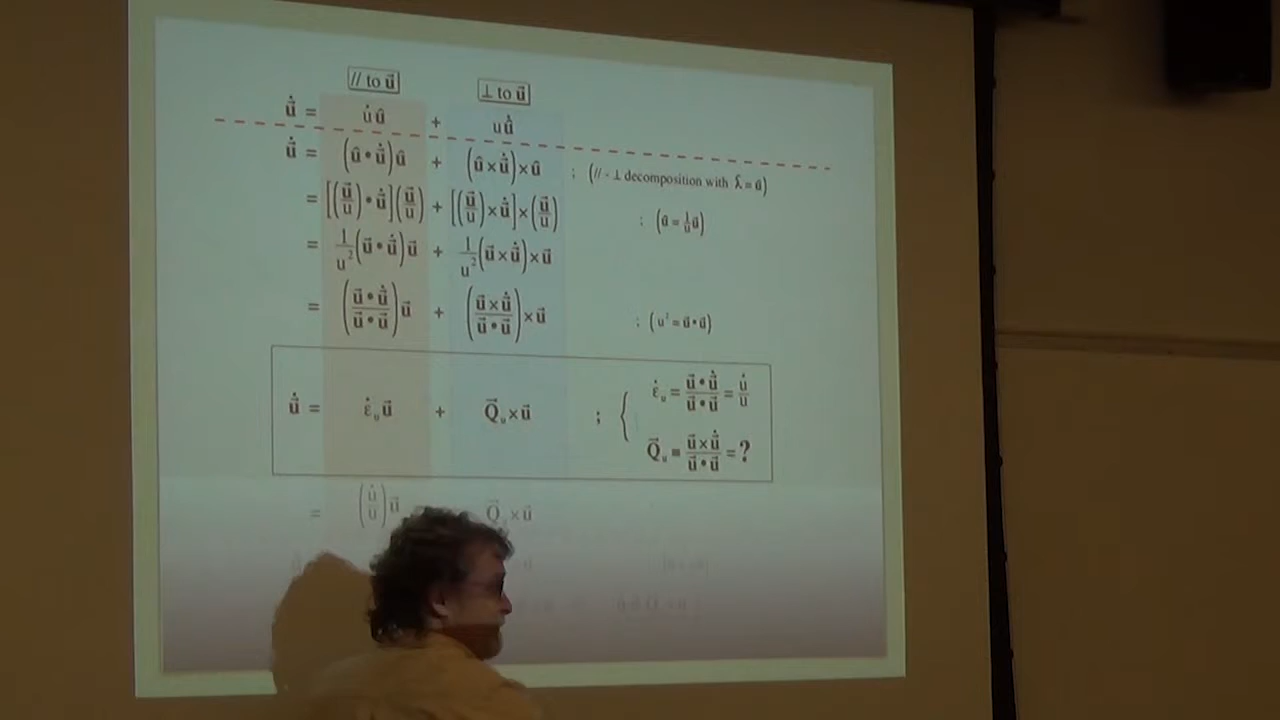 // to u⃗ ⊥ to u⃗
u⃗̇ = u̇ û + u û̇
u⃗̇ = (û • u⃗̇) û + (û × u⃗̇) × û ; (// - ⊥ decomposition with λ̂ = û)
= [(u⃗/u) • u⃗̇] (u⃗/u) + [(u⃗/u) × u⃗̇] × (u⃗/u) ; (û = 1/u u⃗)
= 1/u² (u⃗ • u⃗̇) u⃗ + 1/u² (u⃗ × u⃗̇) × u⃗
= (u⃗ • u⃗̇ / u⃗ • u⃗) u⃗ + (u⃗ × u⃗̇ / u⃗ • u⃗) × u⃗ ; (u² = u⃗ • u⃗)
u⃗̇ = ε̇ᵤ u⃗ + Q⃗ᵤ × u⃗ ; { ε̇ᵤ = u⃗ • u⃗̇ / u⃗ • u⃗ = u̇/u
Q⃗ᵤ = u⃗ × u⃗̇ / u⃗ • u⃗ = ?
= (u̇/u) u⃗ Q⃗ × u⃗